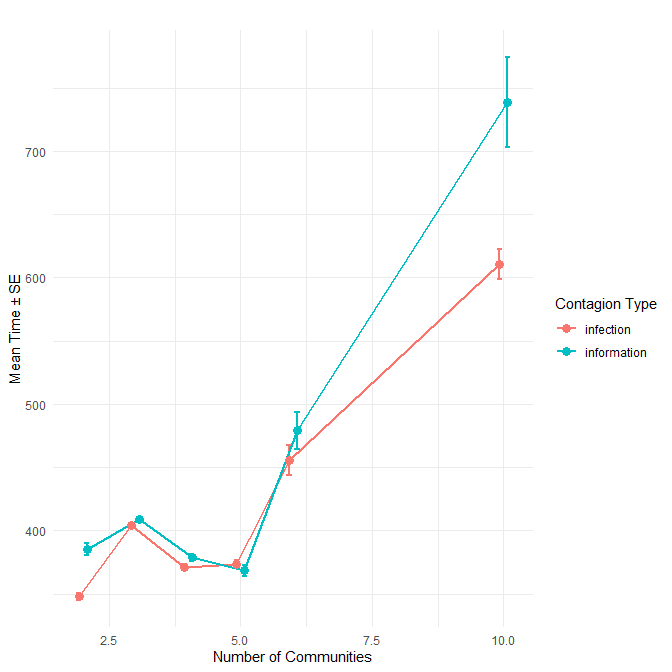 700
600
500
400
Mean Time ± SE
2.5
5.0
7.5
10.0
Number of Communities
Contagion Type
infection
information